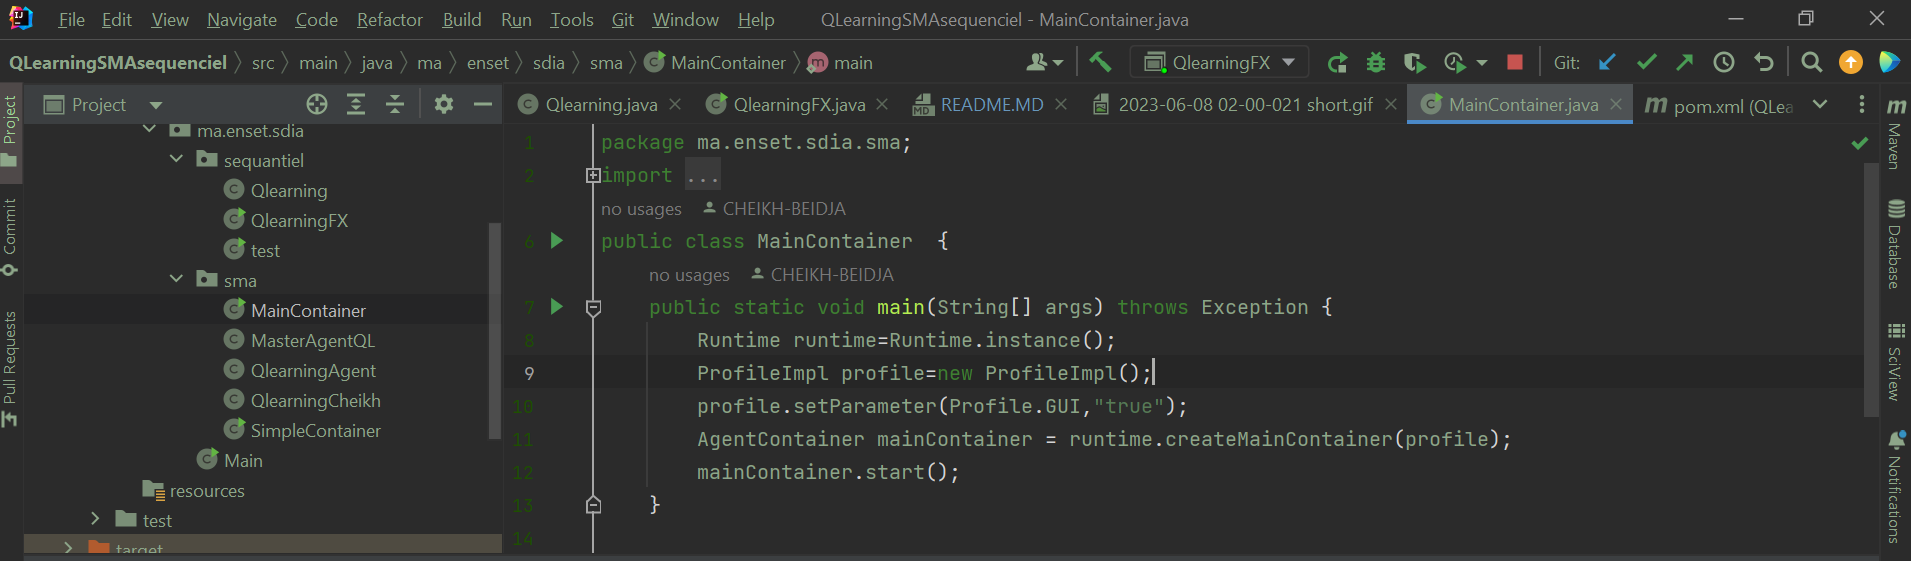 File Edit View Navigate Code Refactor Build Run Tools Git Window Help QLearningSMAsequenciel - MainContainer.java
QLearningSMAsequenciel src main java ma enset sdia sma MainContainer main QlearningFX Git:
Project
Qlearning.java QlearningFX.java README.MD 2023-06-08 02-00-021 short.gif MainContainer.java pom.xml (QLea
Project
Commit
Pull Requests
ma.enset.sdia
sequantiel
Qlearning
QlearningFX
test
sma
MainContainer
MasterAgentQL
QlearningAgent
QlearningCheikh
SimpleContainer
Main
resources
test
target
1 package ma.enset.sdia.sma;
2 import ...
no usages CHEIKH-BEIDJA
6 public class MainContainer {
no usages CHEIKH-BEIDJA
7 public static void main(String[] args) throws Exception {
8 Runtime runtime=Runtime.instance();
9 ProfileImpl profile=new ProfileImpl();
10 profile.setParameter(Profile.GUI,"true");
11 AgentContainer mainContainer = runtime.createMainContainer(profile);
12 mainContainer.start();
13 }
14
Maven
Database
SciView
Notifications